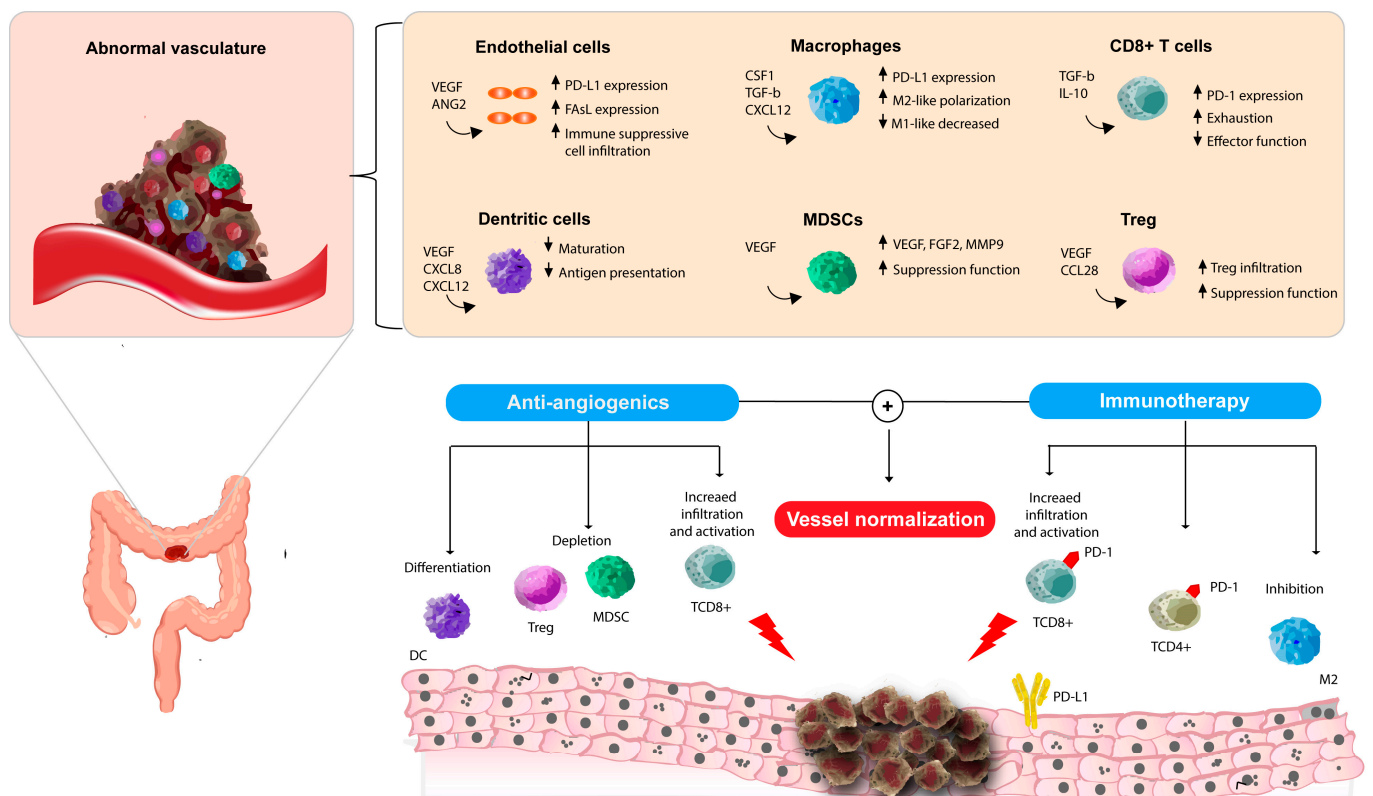 Abnormal vasculature
Endothelial cells
VEGF
ANG2
PD-L1 expression
FAsL expression
Immune suppressive
cell infiltration
Macrophages
CSF1
TGF-b
CXCL12
PD-L1 expression
M2-like polarization
M1-like decreased
CD8+ T cells
TGF-b
IL-10
PD-1 expression
Exhaustion
Effector function
Dentritic cells
VEGF
CXCL8
CXCL12
Maturation
Antigen presentation
MDSCs
VEGF
VEGF, FGF2, MMP9
Suppression function
Treg
VEGF
CCL28
Treg infiltration
Suppression function
Anti-angiogenics
+
Immunotherapy
Vessel normalization
Differentiation
DC
Depletion
Treg
MDSC
Increaed
infiltration
and activation
TCD8+
Increaed
infiltration
and activation
PD-1
TCD8+
PD-1
TCD4+
Inhibition
M2
PD-L1